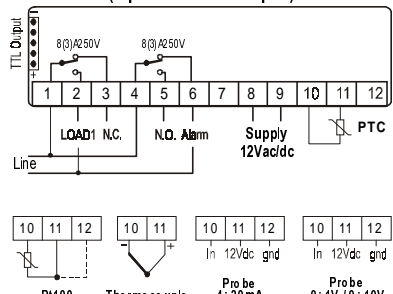 TTL Output
–
+
8(3)A250V 8(3)A250V
1 2 3 4 5 6 7 8 9 10 11 12
LOAD1 N.C. N.O. Alarm Supply PTC
12Vac/dc
Line
10 11 12 10 11 10 11 12 10 11 12
– +
In 12Vdc gnd In 12Vdc gnd
Pt100 Thermocouple Probe Probe